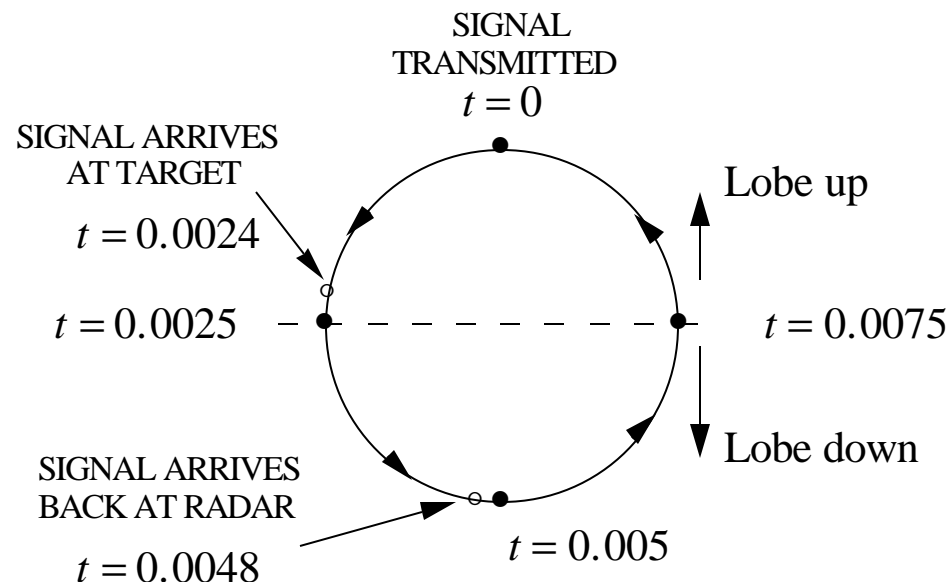 SIGNAL
TRANSMITTED
t = 0
SIGNAL ARRIVES
AT TARGET
t = 0.0024
Lobe up
t = 0.0025
t = 0.0075
Lobe down
SIGNAL ARRIVES
BACK AT RADAR
t = 0.0048
t = 0.005